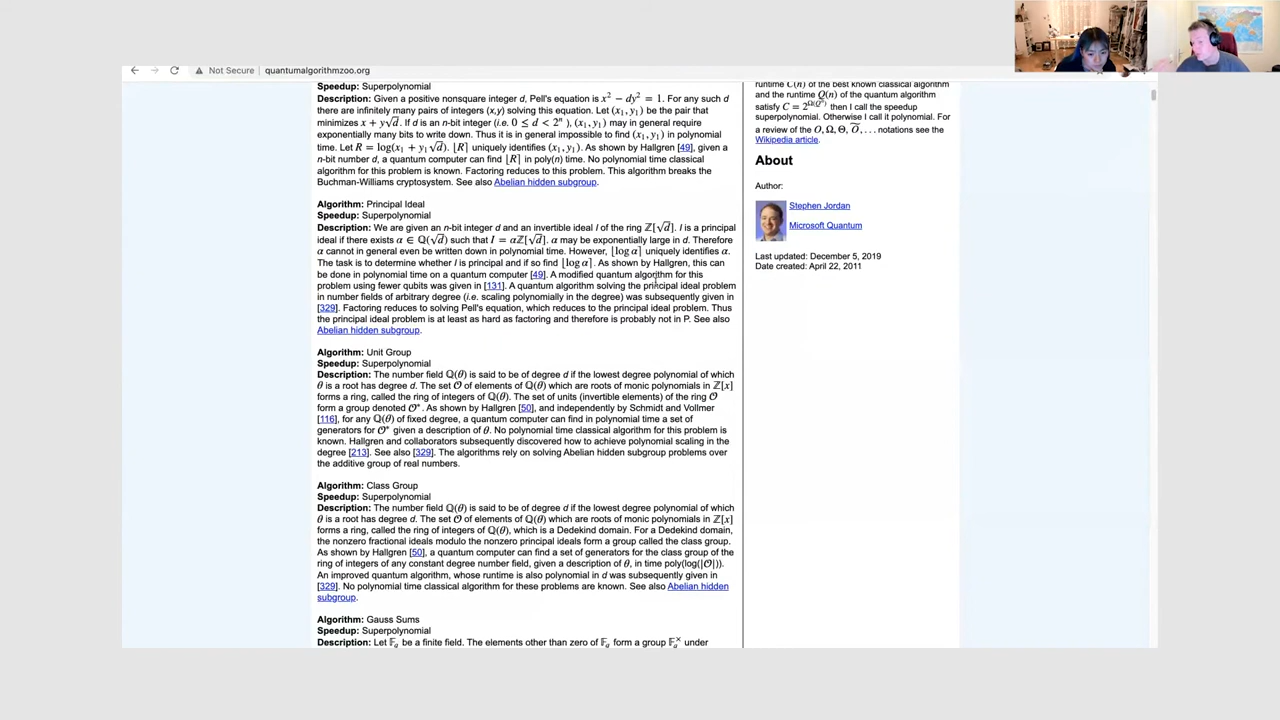 Not Secure | quantumalgorithmzoo.org
Speedup: Superpolynomial
Description: Given a positive nonsquare integer d, Pell's equation is x² − dy² = 1. For any such d
there are infinitely many pairs of integers (x,y) solving this equation. Let (x₁, y₁) be the pair that
minimizes x + y√d. If d is an n-bit integer (i.e. 0 ≤ d < 2ⁿ ), (x₁, y₁) may in general require
exponentially many bits to write down. Thus it is in general impossible to find (x₁, y₁) in polynomial
time. Let R = log(x₁ + y₁√d). ⌊R⌉ uniquely identifies (x₁, y₁). As shown by Hallgren [49], given a
n-bit number d, a quantum computer can find ⌊R⌉ in poly(n) time. No polynomial time classical
algorithm for this problem is known. Factoring reduces to this problem. This algorithm breaks the
Buchman-Williams cryptosystem. See also Abelian hidden subgroup.
Algorithm: Principal Ideal
Speedup: Superpolynomial
Description: We are given an n-bit integer d and an invertible ideal I of the ring ℤ[√d]. I is a principal
ideal if there exists α ∈ ℚ(√d) such that I = αℤ[√d]. α may be exponentially large in d. Therefore
α cannot in general even be written down in polynomial time. However, ⌊log α⌉ uniquely identifies α.
The task is to determine whether I is principal and if so find ⌊log α⌉. As shown by Hallgren, this can
be done in polynomial time on a quantum computer [49]. A modified quantum algorithm for this
problem using fewer qubits was given in [131]. A quantum algorithm solving the principal ideal problem
in number fields of arbitrary degree (i.e. scaling polynomially in the degree) was subsequently given in
[329]. Factoring reduces to solving Pell's equation, which reduces to the principal ideal problem. Thus
the principal ideal problem is at least as hard as factoring and therefore is probably not in P. See also
Abelian hidden subgroup.
Algorithm: Unit Group
Speedup: Superpolynomial
Description: The number field ℚ(θ) is said to be of degree d if the lowest degree polynomial of which
θ is a root has degree d. The set 𝒪 of elements of ℚ(θ) which are roots of monic polynomials in ℤ[x]
forms a ring, called the ring of integers of ℚ(θ). The set of units (invertible elements) of the ring 𝒪
form a group denoted 𝒪*. As shown by Hallgren [50], and independently by Schmidt and Vollmer
[116], for any ℚ(θ) of fixed degree, a quantum computer can find in polynomial time a set of
generators for 𝒪* given a description of θ. No polynomial time classical algorithm for this problem is
known. Hallgren and collaborators subsequently discovered how to achieve polynomial scaling in the
degree [213]. See also [329]. The algorithms rely on solving Abelian hidden subgroup problems over
the additive group of real numbers.
Algorithm: Class Group
Speedup: Superpolynomial
Description: The number field ℚ(θ) is said to be of degree d if the lowest degree polynomial of which
θ is a root has degree d. The set 𝒪 of elements of ℚ(θ) which are roots of monic polynomials in ℤ[x]
forms a ring, called the ring of integers of ℚ(θ), which is a Dedekind domain. For a Dedekind domain,
the nonzero fractional ideals modulo the nonzero principal ideals form a group called the class group.
As shown by Hallgren [50], a quantum computer can find a set of generators for the class group of the
ring of integers of any constant degree number field, given a description of θ, in time poly(log(|𝒪|)).
An improved quantum algorithm, whose runtime is also polynomial in d was subsequently given in
[329]. No polynomial time classical algorithm for these problems are known. See also Abelian hidden
subgroup.
Algorithm: Gauss Sums
Speedup: Superpolynomial
Description: Let 𝔽q be a finite field. The elements other than zero of 𝔽q form a group 𝔽q× under
runtime C(n) of the best known classical algorithm
and the runtime Q(n) of the quantum algorithm
satisfy then I call the speedup
superpolynomial. Otherwise I call it polynomial. For
a review of the O, Ω, Θ, Õ, … notations see the
Wikipedia article.
About
Author:
Stephen Jordan
Microsoft Quantum
Last updated: December 5, 2019
Date created: April 22, 2011